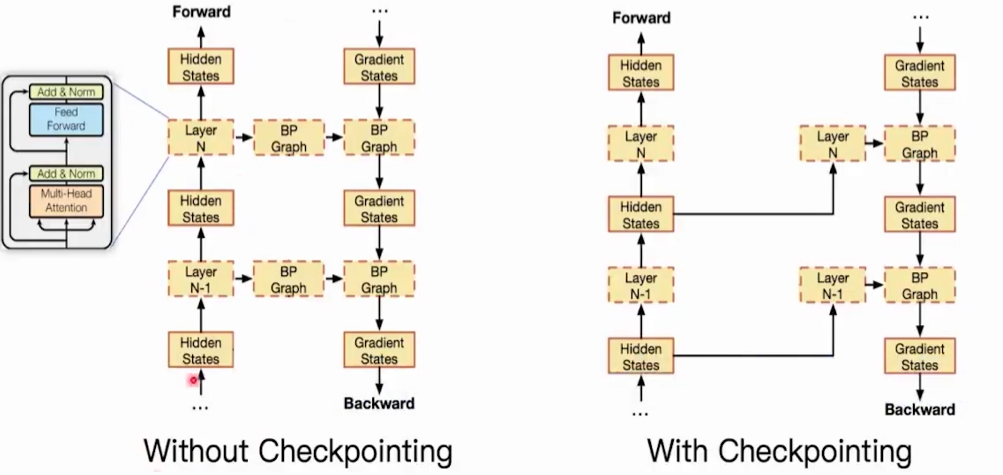 Add & Norm
Feed
Forward
Add & Norm
Multi-Head
Attention
Forward
Hidden
States
Layer
N
BP
Graph
Hidden
States
Layer
N-1
BP
Graph
Hidden
States
...
...
Gradient
States
BP
Graph
Gradient
States
BP
Graph
Gradient
States
Backward
Without Checkpointing
Forward
Hidden
States
Layer
N
Hidden
States
Layer
N-1
Hidden
States
...
Layer
N
Layer
N-1
...
Gradient
States
BP
Graph
Gradient
States
BP
Graph
Gradient
States
Backward
With Checkpointing